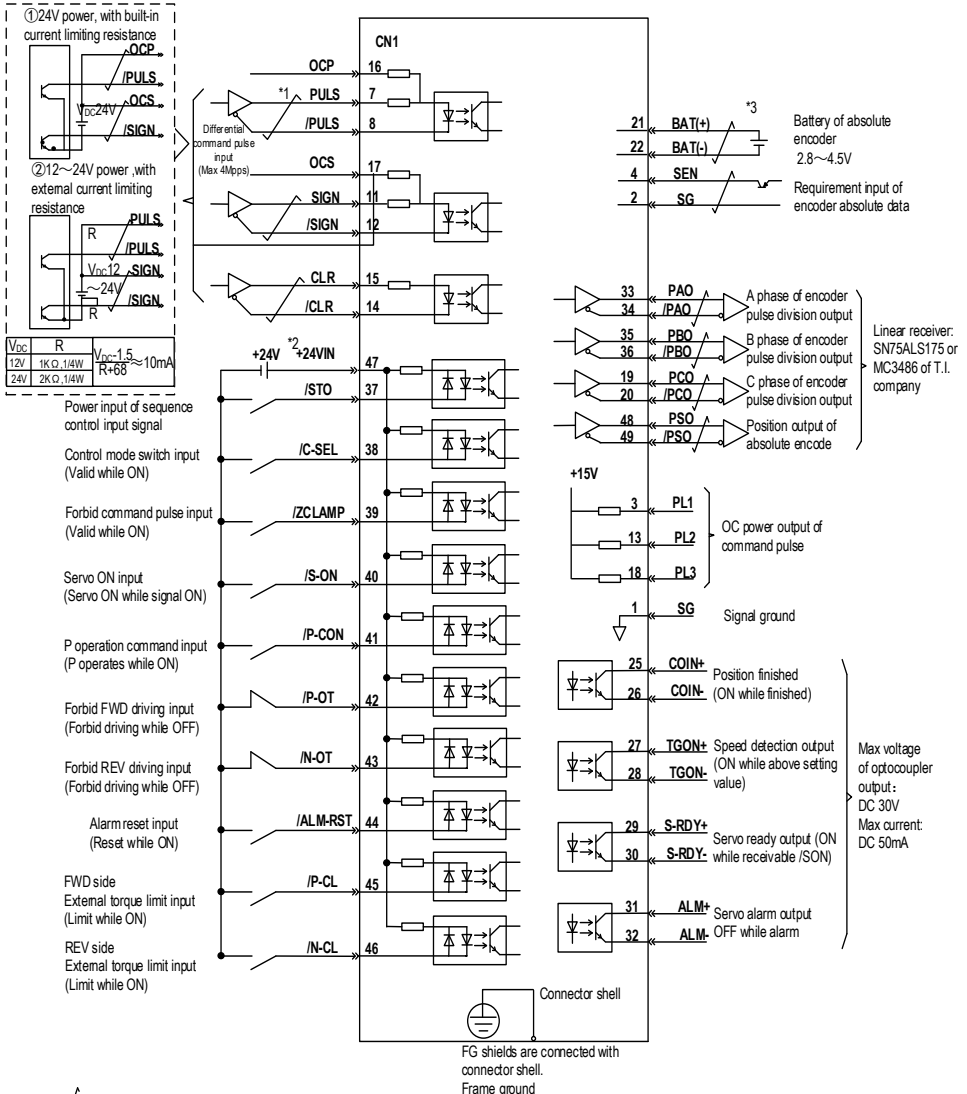 ①24V power, with built-in
current limiting resistance
OCP
/PULS
OCS
VDC24V
/SIGN
②12～24V power ,with
external current limiting
resistance
PULS
R
/PULS
VDC12
～24V
SIGN
/SIGN
R
VDC R
12V 1KΩ,1/4W
24V 2KΩ,1/4W
VDC-1.5
R+68
≈10mA
Differential
command pulse
input
(Max 4Mpps)
CN1
OCP 16
*1 PULS 7
/PULS 8
OCS 17
SIGN 11
/SIGN 12
CLR 15
/CLR 14
+24V *2 +24VIN 47
/STO 37
Power input of sequence
control input signal
/C-SEL 38
Control mode switch input
(Valid while ON)
/ZCLAMP 39
Forbid command pulse input
(Valid while ON)
/S-ON 40
Servo ON input
(Servo ON while signal ON)
/P-CON 41
P operation command input
(P operates while ON)
/P-OT 42
Forbid FWD driving input
(Forbid driving while OFF)
/N-OT 43
Forbid REV driving input
(Forbid driving while OFF)
/ALM-RST 44
Alarm reset input
(Reset while ON)
/P-CL 45
FWD side
External torque limit input
(Limit while ON)
/N-CL 46
REV side
External torque limit input
(Limit while ON)
21 BAT(+) *3
22 BAT(-)
Battery of absolute
encoder
2.8～4.5V
4 SEN
2 SG
Requirement input of
encoder absolute data
33 PAO
34 /PAO
A phase of encoder
pulse division output
35 PBO
36 /PBO
B phase of encoder
pulse division output
19 PCO
20 /PCO
C phase of encoder
pulse division output
48 PSO
49 /PSO
Position output of
absolute encode
Linear receiver:
SN75ALS175 or
MC3486 of T.I.
company
+15V
3 PL1
13 PL2
18 PL3
OC power output of
command pulse
1 SG
Signal ground
25 COIN+
26 COIN-
Position finished
(ON while finished)
27 TGON+
28 TGON-
Speed detection output
(ON while above setting
value)
29 S-RDY+
30 S-RDY-
Servo ready output (ON
while receivable /SON)
31 ALM+
32 ALM-
Servo alarm output
OFF while alarm
Max voltage
of optocoupler
output：
DC 30V
Max current:
DC 50mA
Connector shell
FG shields are connected with
connector shell.
Frame ground